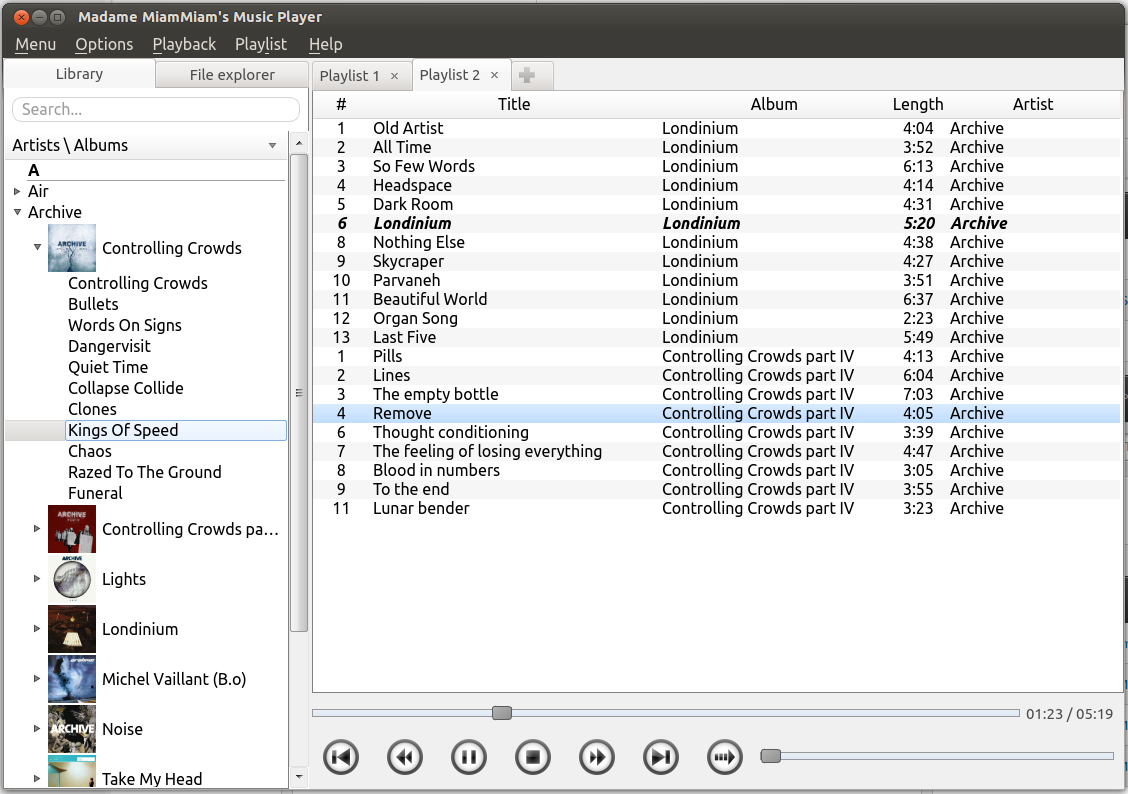 Madame MiamMiam's Music Player
Menu Options Playback Playlist Help
Library File explorer
Search...
Artists \ Albums
A
Air
Archive
ARCHIVE
Controlling Crowds
Controlling Crowds
Bullets
Words On Signs
Dangervisit
Quiet Time
Collapse Collide
Clones
Kings Of Speed
Chaos
Razed To The Ground
Funeral
ARCHIVE
Controlling Crowds pa...
ARCHIVE
Lights
Londinium
Michel Vaillant (B.o)
ARCHIVE
Noise
Take My Head
Playlist 1 × Playlist 2 ×
# Title Album Length Artist
1 Old Artist Londinium 4:04 Archive
2 All Time Londinium 3:52 Archive
3 So Few Words Londinium 6:13 Archive
4 Headspace Londinium 4:14 Archive
5 Dark Room Londinium 4:31 Archive
6 Londinium Londinium 5:20 Archive
8 Nothing Else Londinium 4:38 Archive
9 Skycraper Londinium 4:27 Archive
10 Parvaneh Londinium 3:51 Archive
11 Beautiful World Londinium 6:37 Archive
12 Organ Song Londinium 2:23 Archive
13 Last Five Londinium 5:49 Archive
1 Pills Controlling Crowds part IV 4:13 Archive
2 Lines Controlling Crowds part IV 6:04 Archive
3 The empty bottle Controlling Crowds part IV 7:03 Archive
4 Remove Controlling Crowds part IV 4:05 Archive
6 Thought conditioning Controlling Crowds part IV 3:39 Archive
7 The feeling of losing everything Controlling Crowds part IV 4:47 Archive
8 Blood in numbers Controlling Crowds part IV 3:05 Archive
9 To the end Controlling Crowds part IV 3:55 Archive
11 Lunar bender Controlling Crowds part IV 3:23 Archive
01:23 / 05:19